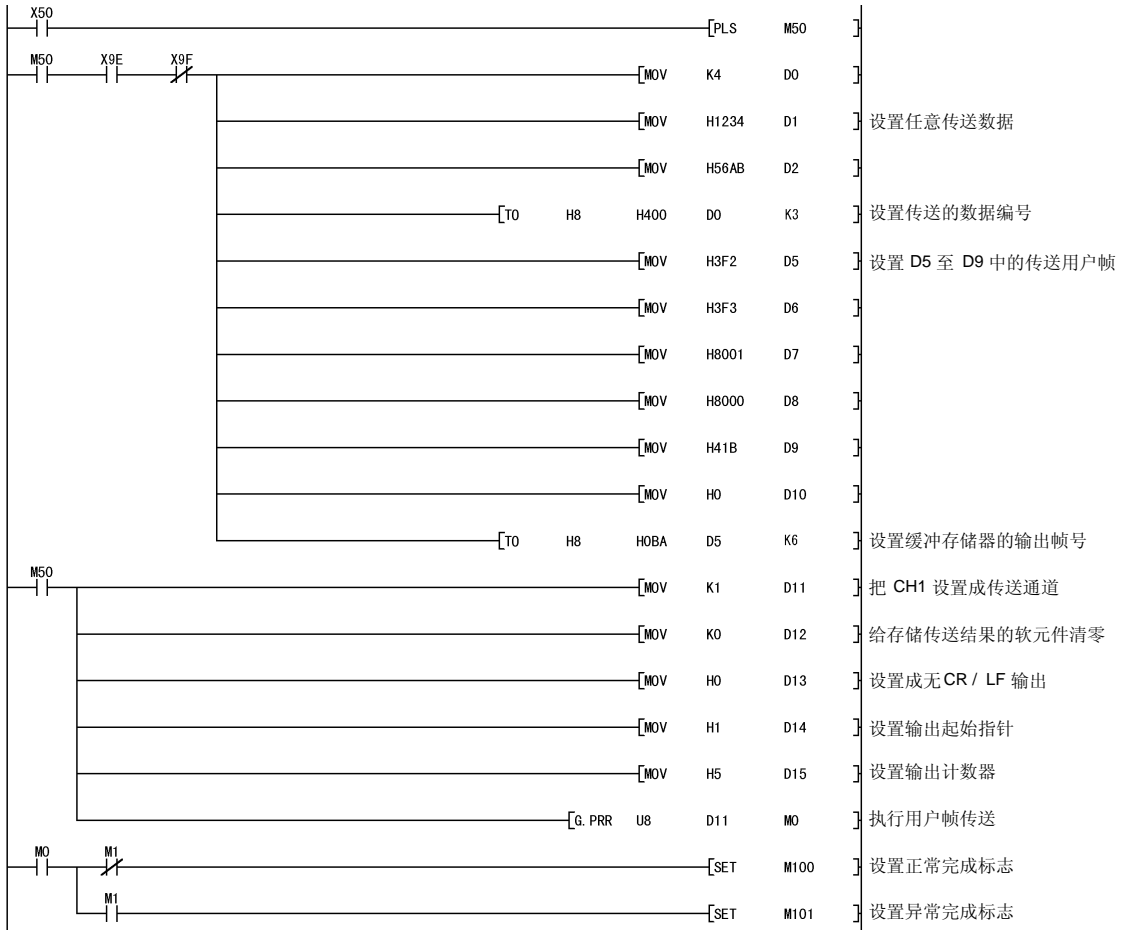 X50
[PLS M50 ]
M50 X9E X9F
[MOV K4 D0 ]
[MOV H1234 D1 ] 设置任意传送数据
[MOV H56AB D2 ]
[TO H8 H400 D0 K3 ] 设置传送的数据编号
[MOV H3F2 D5 ] 设置 D5 至 D9 中的传送用户帧
[MOV H3F3 D6 ]
[MOV H8001 D7 ]
[MOV H8000 D8 ]
[MOV H41B D9 ]
[MOV H0 D10 ]
[TO H8 H0BA D5 K6 ] 设置缓冲存储器的输出帧号
M50
[MOV K1 D11 ] 把 CH1 设置成传送通道
[MOV K0 D12 ] 给存储传送结果的软元件清零
[MOV H0 D13 ] 设置成无 CR / LF 输出
[MOV H1 D14 ] 设置输出起始指针
[MOV H5 D15 ] 设置输出计数器
[G.PRR U8 D11 M0 ] 执行用户帧传送
M0 M1
[SET M100 ] 设置正常完成标志
M1
[SET M101 ] 设置异常完成标志